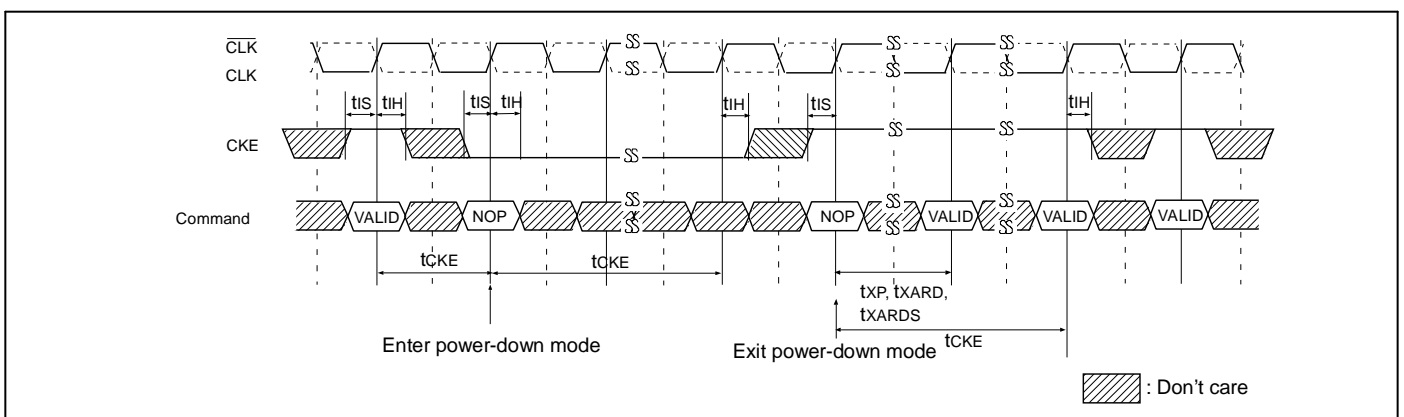 CLK
CLK
tIS tIH tIS tIH tIH tIS tIH
CKE
Command
VALID NOP NOP VALID VALID VALID
tCKE tCKE
tXP, tXARD,
tXARDS
tCKE
Enter power-down mode
Exit power-down mode
: Don't care